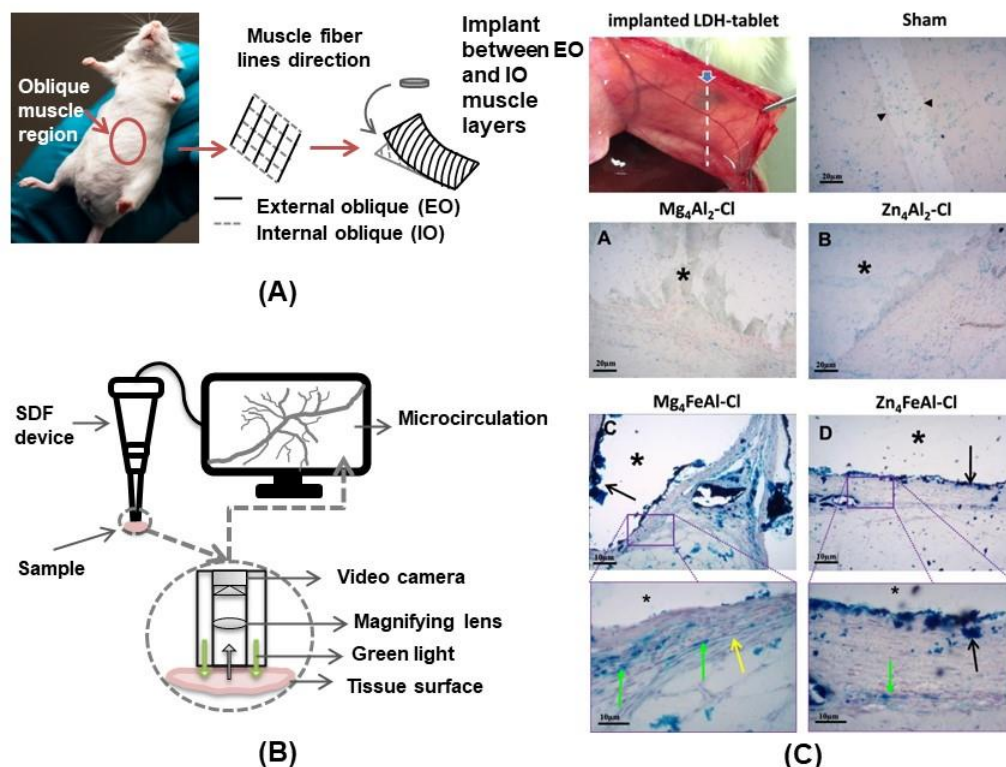 Oblique
muscle
region
Muscle fiber
lines direction
Implant
between EO
and IO
muscle
layers
External oblique (EO)
Internal oblique (IO)
(A)
SDF
device
Microcirculation
Sample
Video camera
Magnifying lens
Green light
Tissue surface
(B)
implanted LDH-tablet
Sham
20µm
Mg₄Al₂-Cl
Zn₄Al₂-Cl
A
*
20µm
B
*
20µm
Mg₄FeAl-Cl
Zn₄FeAl-Cl
C
*
10µm
D
*
10µm
*
10µm
*
10µm
(C)